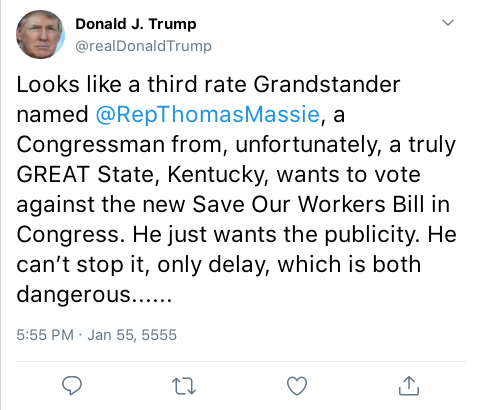 Donald J. Trump
@realDonaldTrump
Looks like a third rate Grandstander
named @RepThomasMassie, a
Congressman from, unfortunately, a truly
GREAT State, Kentucky, wants to vote
against the new Save Our Workers Bill in
Congress. He just wants the publicity. He
can’t stop it, only delay, which is both
dangerous......
5:55 PM · Jan 55, 5555